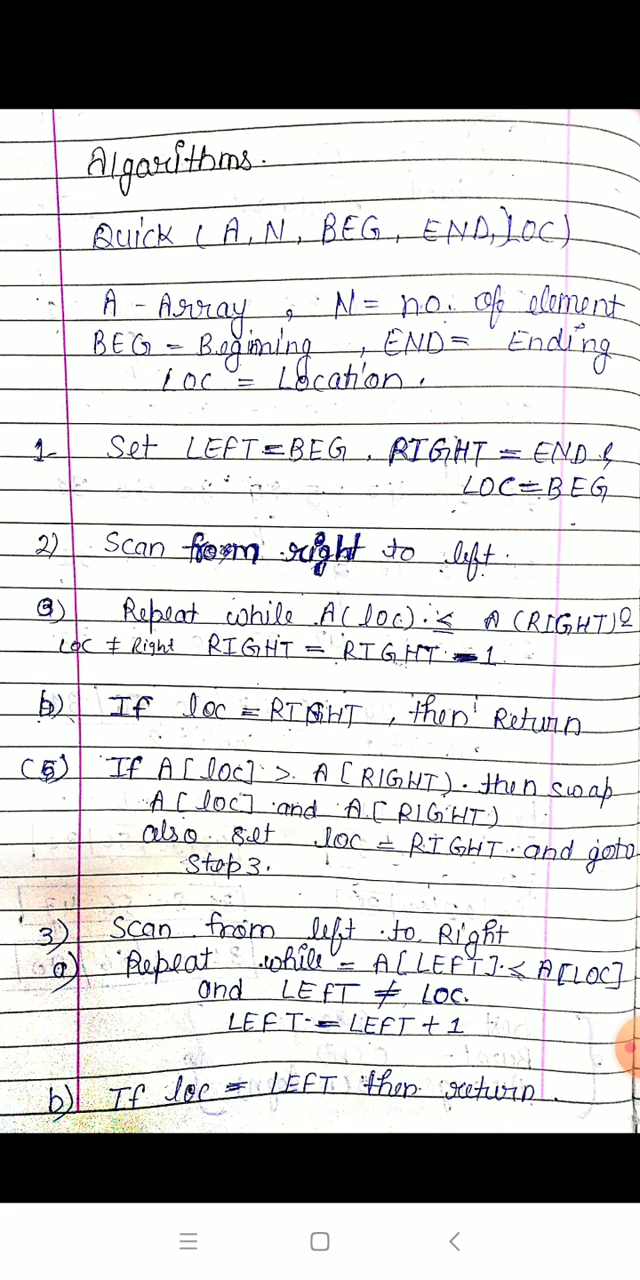 Algorithms.
Quick ( A, N, BEG, END, LOC)
A - Array , N = no. of element
BEG = Begining , END = Ending
LOC = Location.
1- Set LEFT = BEG, RIGHT = END &
LOC = BEG
2) Scan from right to left.
a) Repeat while A(loc) ≤ A(RIGHT) &
LOC ≠ Right RIGHT = RIGHT - 1
b) If loc = RIGHT, then Return
(c) If A[loc] > A[RIGHT). then swap
A[loc] and A[RIGHT)
also set loc = RIGHT. and goto
Step 3.
3) Scan from left to Right
a) Repeat while = A[LEFT] ≤ A[LOC]
and LEFT ≠ LOC.
LEFT = LEFT + 1
b) If loc = LEFT then return.